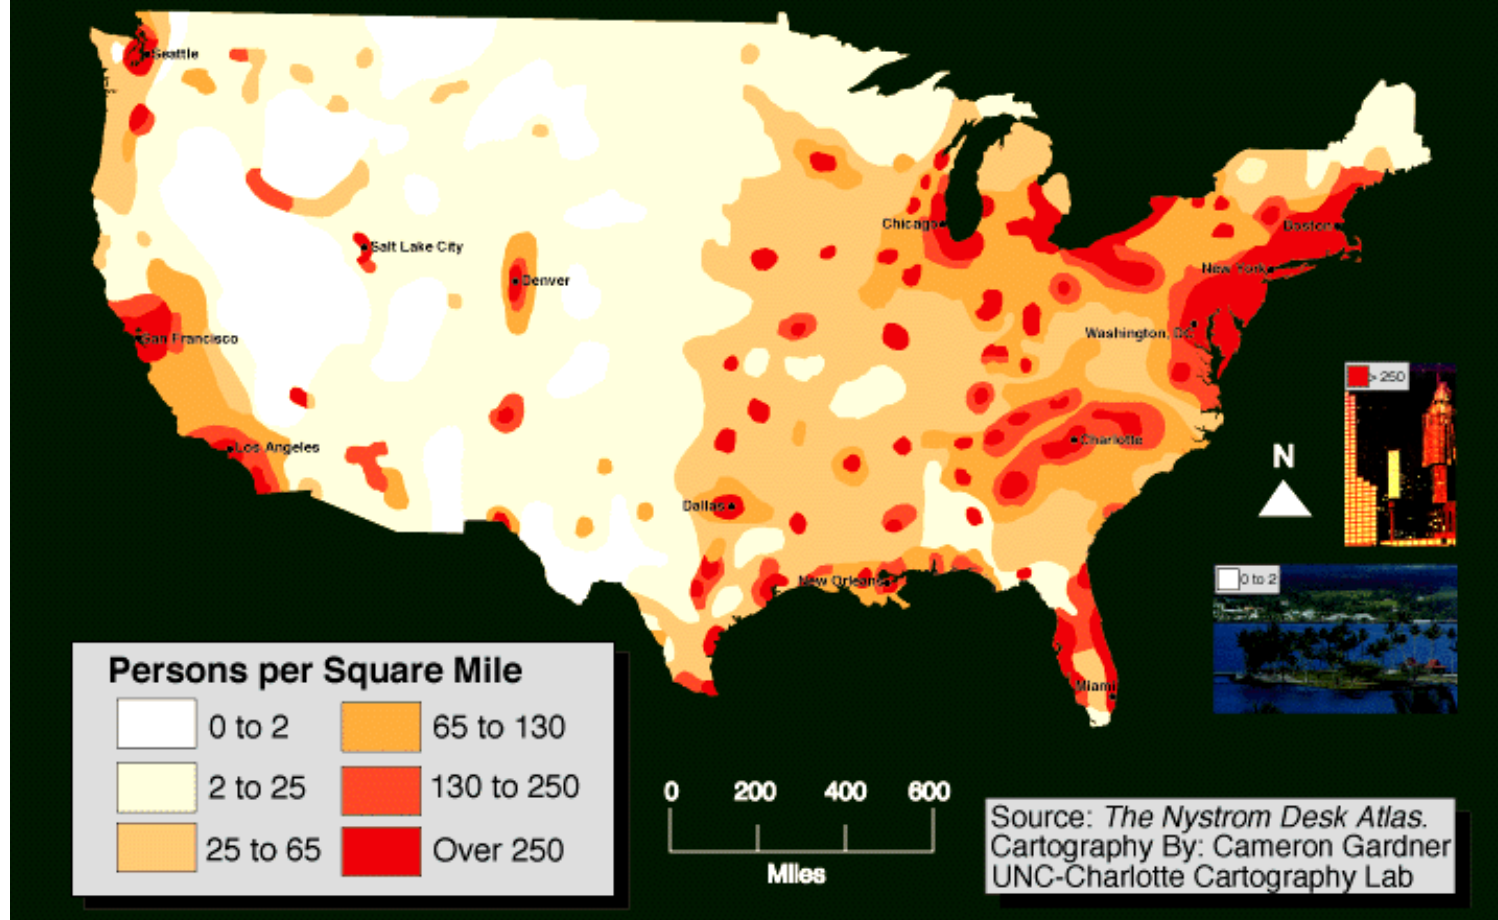 Seattle
Salt Lake City
Denver
San Francisco
Los Angeles
Dallas
New Orleans
Chicago
Boston
New York
Washington, DC
Charlotte
Miami
> 250
N
0 to 2
Persons per Square Mile
0 to 2
65 to 130
2 to 25
130 to 250
25 to 65
Over 250
0 200 400 600
Miles
Source: The Nystrom Desk Atlas.
Cartography By: Cameron Gardner
UNC-Charlotte Cartography Lab